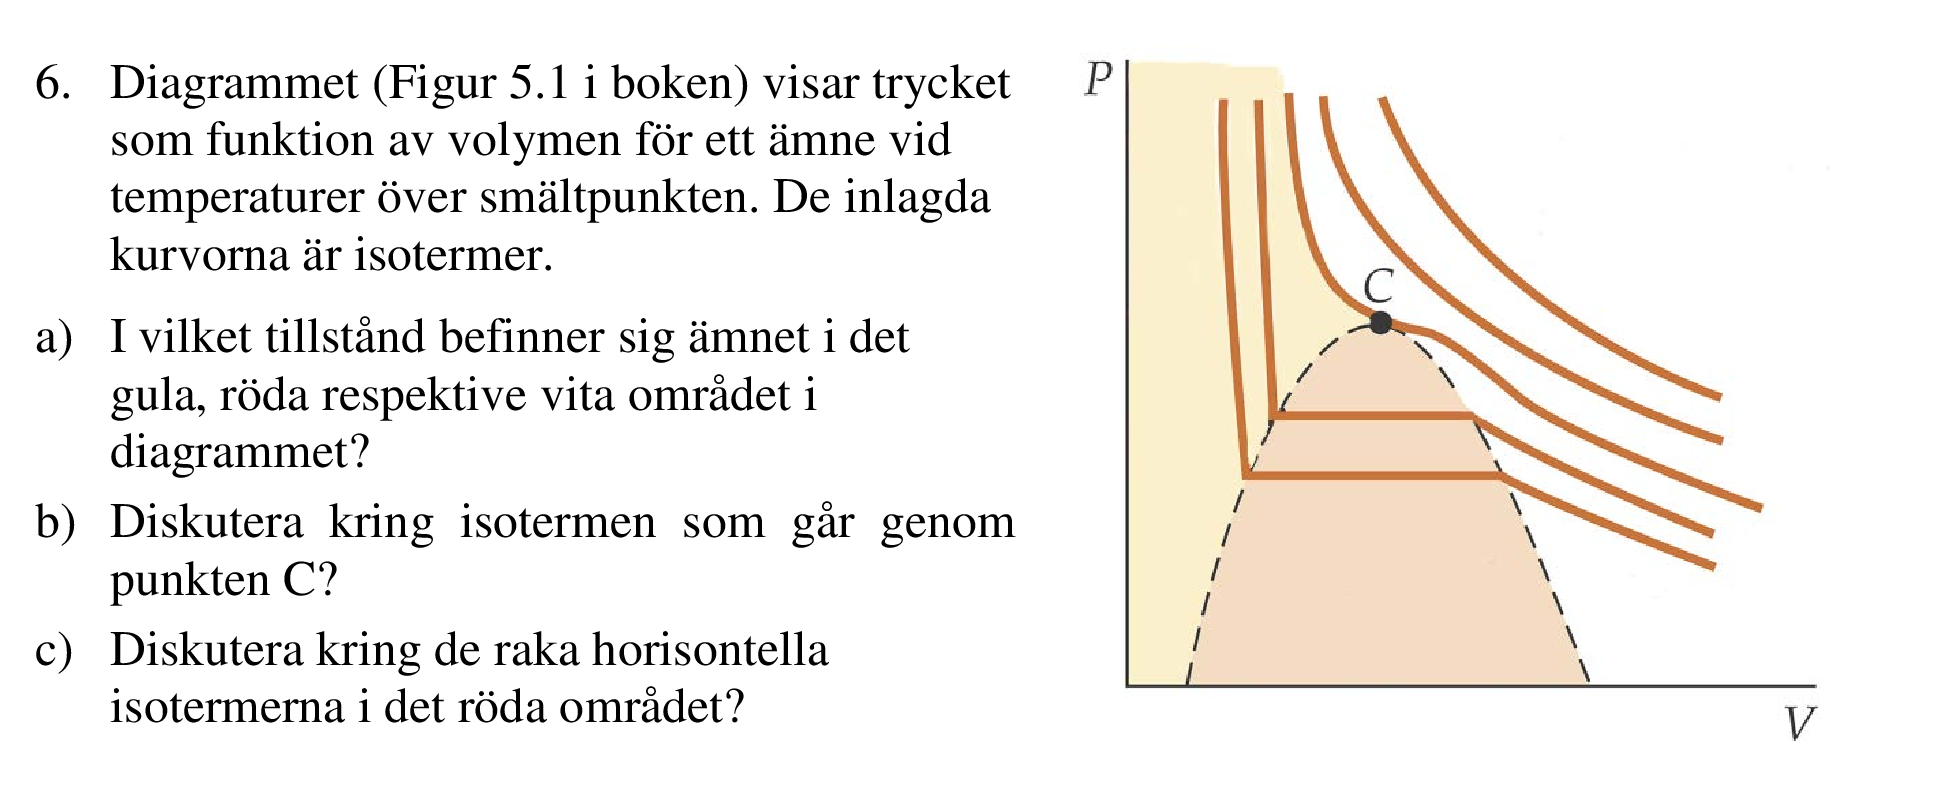 6. Diagrammet (Figur 5.1 i boken) visar trycket
som funktion av volymen för ett ämne vid
temperaturer över smältpunkten. De inlagda
kurvorna är isotermer.
a) I vilket tillstånd befinner sig ämnet i det
gula, röda respektive vita området i
diagrammet?
b) Diskutera kring isotermen som går genom
punkten C?
c) Diskutera kring de raka horisontella
isotermerna i det röda området?
P
C
V